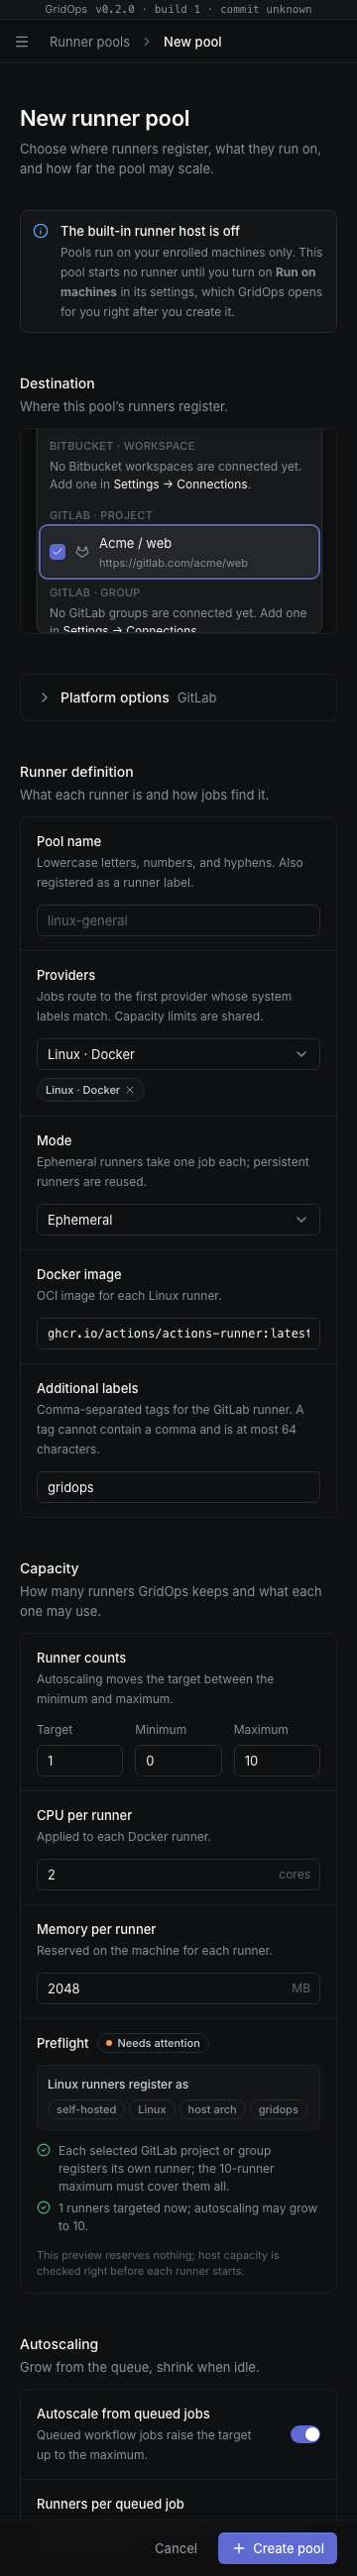 GridOps v0.2.0 · build 1 · commit unknown
Runner pools > New pool
New runner pool
Choose where runners register, what they run on,
and how far the pool may scale.
The built-in runner host is off
Pools run on your enrolled machines only. This
pool starts no runner until you turn on Run on
machines in its settings, which GridOps opens
for you right after you create it.
Destination
Where this pool's runners register.
BITBUCKET · WORKSPACE
No Bitbucket workspaces are connected yet.
Add one in Settings → Connections.
GITLAB · PROJECT
Acme / web
https://gitlab.com/acme/web
GITLAB · GROUP
No GitLab groups are connected yet. Add one
in Settings → Connections
Platform options GitLab
Runner definition
What each runner is and how jobs find it.
Pool name
Lowercase letters, numbers, and hyphens. Also
registered as a runner label.
linux-general
Providers
Jobs route to the first provider whose system
labels match. Capacity limits are shared.
Linux · Docker
Linux · Docker ×
Mode
Ephemeral runners take one job each; persistent
runners are reused.
Ephemeral
Docker image
OCI image for each Linux runner.
ghcr.io/actions/actions-runner:latest
Additional labels
Comma-separated tags for the GitLab runner. A
tag cannot contain a comma and is at most 64
characters.
gridops
Capacity
How many runners GridOps keeps and what each
one may use.
Runner counts
Autoscaling moves the target between the
minimum and maximum.
Target Minimum Maximum
1 0 10
CPU per runner
Applied to each Docker runner.
2 cores
Memory per runner
Reserved on the machine for each runner.
2048 MB
Preflight Needs attention
Linux runners register as
self-hosted Linux host arch gridops
Each selected GitLab project or group
registers its own runner; the 10-runner
maximum must cover them all.
1 runners targeted now; autoscaling may grow
to 10.
This preview reserves nothing; host capacity is
checked right before each runner starts.
Autoscaling
Grow from the queue, shrink when idle.
Autoscale from queued jobs
Queued workflow jobs raise the target
up to the maximum.
Runners per queued job
Cancel + Create pool